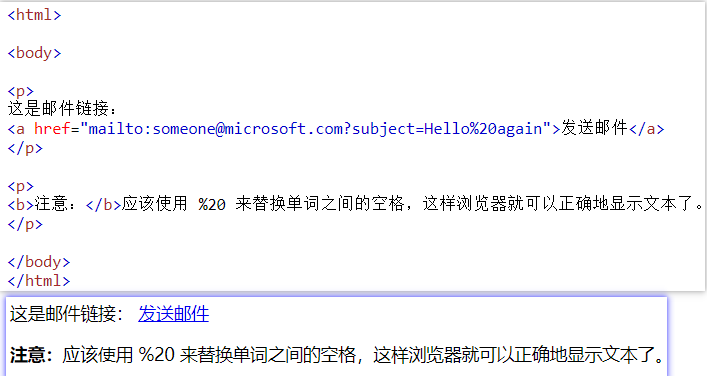 <html>
<body>
<p>
这是邮件链接：
<a href="mailto:someone@microsoft.com?subject=Hello%20again">发送邮件</a>
</p>
<p>
<b>注意：</b>应该使用 %20 来替换单词之间的空格，这样浏览器就可以正确地显示文本了。
</p>
</body>
</html>
这是邮件链接： 发送邮件
注意：应该使用 %20 来替换单词之间的空格，这样浏览器就可以正确地显示文本了。